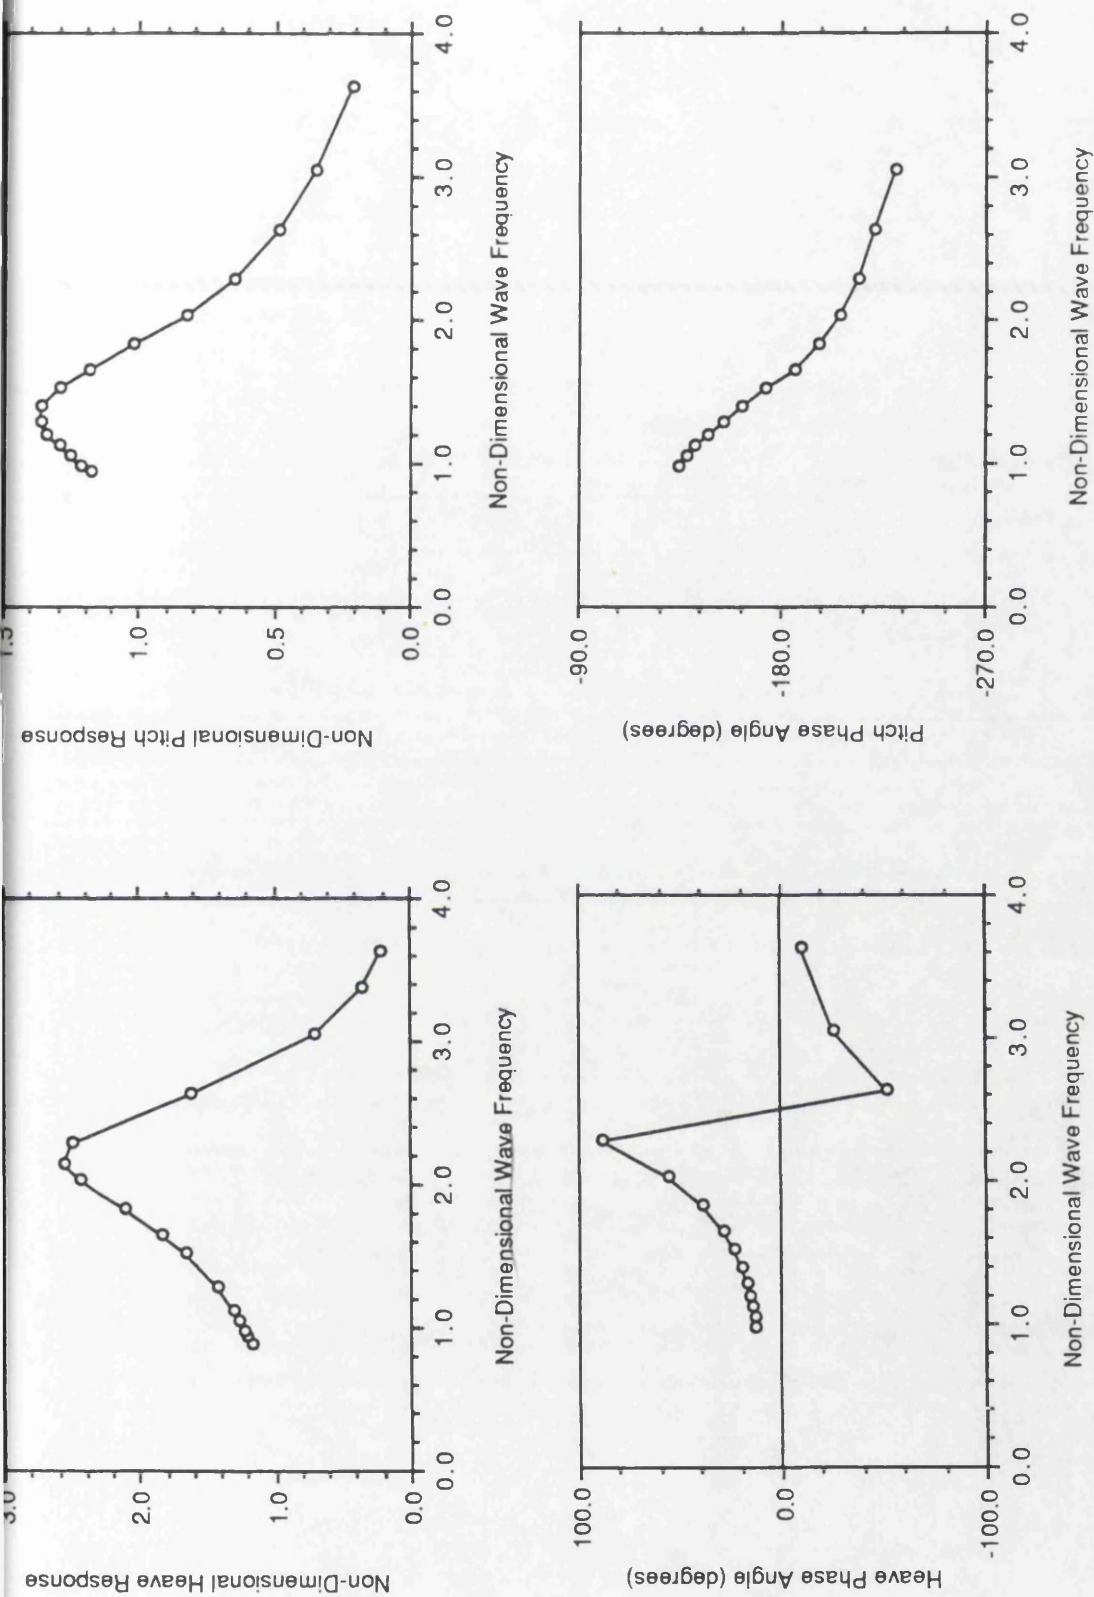 Non-Dimensional Heave Response
3.0
2.0
1.0
0.0
0.0 1.0 2.0 3.0 4.0
Non-Dimensional Wave Frequency
Non-Dimensional Pitch Response
1.5
1.0
0.5
0.0
0.0 1.0 2.0 3.0 4.0
Non-Dimensional Wave Frequency
Heave Phase Angle (degrees)
100.0
0.0
-100.0
0.0 1.0 2.0 3.0 4.0
Non-Dimensional Wave Frequency
Pitch Phase Angle (degrees)
-90.0
-180.0
-270.0
0.0 1.0 2.0 3.0 4.0
Non-Dimensional Wave Frequency